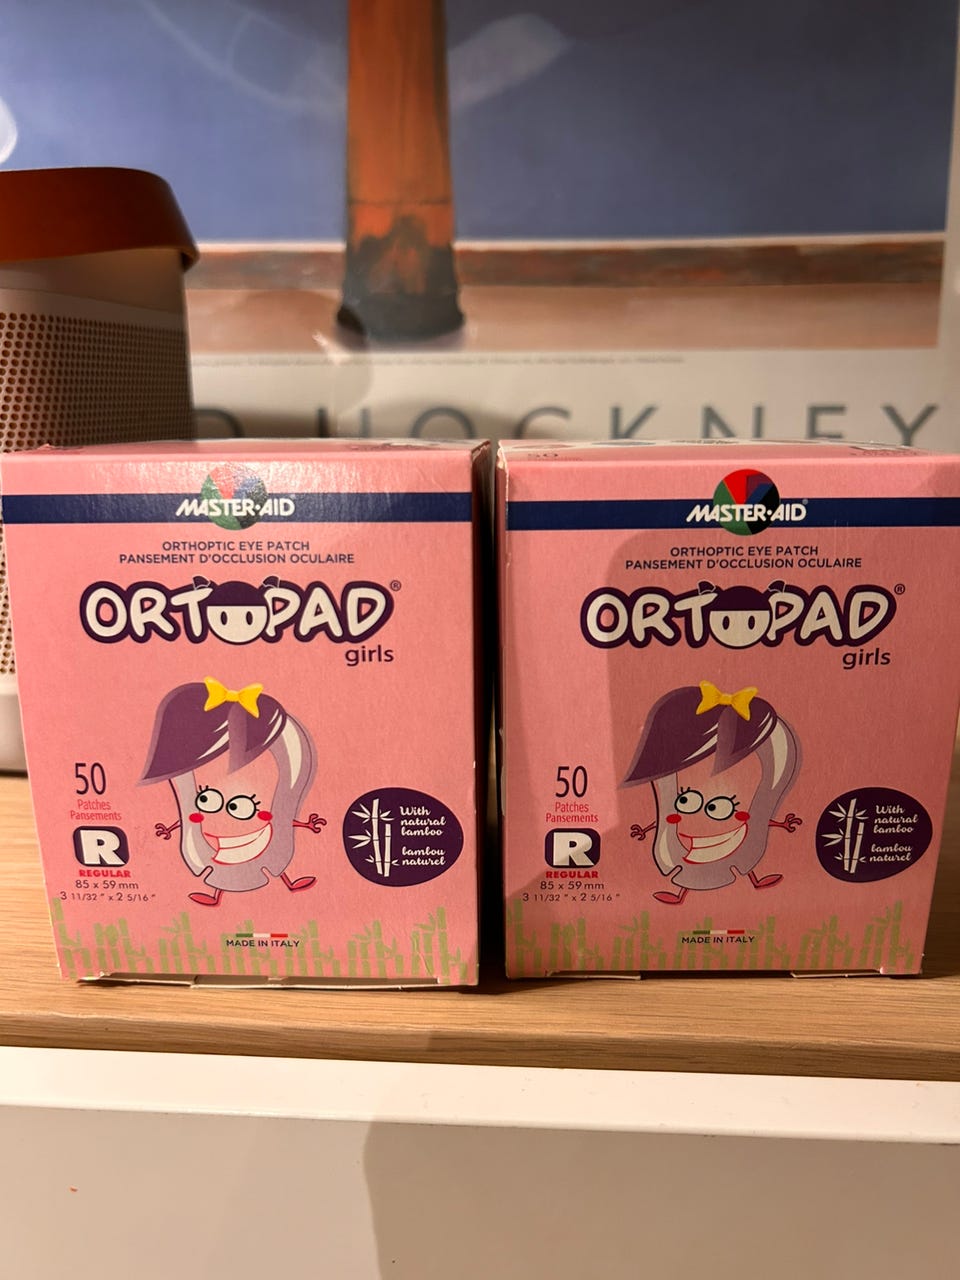 HOCKNEY
MASTER·AID
ORTHOPTIC EYE PATCH
PANSEMENT D'OCCLUSION OCULAIRE
ORTOPAD®
girls
50
Patches
Pansements
R
REGULAR
85 x 59 mm
3 11/32 " x 2 5/16 "
With
natural
bamboo
bambou
naturel
MADE IN ITALY
50
MASTER·AID
ORTHOPTIC EYE PATCH
PANSEMENT D'OCCLUSION OCULAIRE
ORTOPAD®
girls
50
Patches
Pansements
R
REGULAR
85 x 59 mm
3 11/32 " x 2 5/16 "
With
natural
bamboo
bambou
naturel
MADE IN ITALY